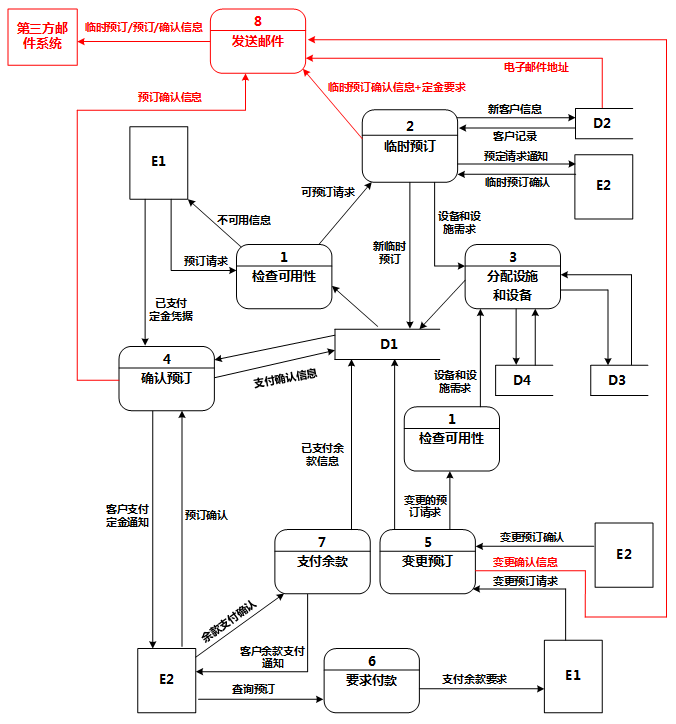 第三方邮
件系统
临时预订/预订/确认信息
8
发送邮件
电子邮件地址
预订确认信息
临时预订确认信息+定金要求
新客户信息
D2
客户记录
2
临时预订
E1
预定请求通知
E2
临时预订确认
可预订请求
不可用信息
设备和设
施需求
新临时
预订
预订请求
1
检查可用性
3
分配设施
和设备
已支付
定金凭据
D1
4
确认预订
支付确认信息
设备和设
施需求
D4
D3
1
检查可用性
已支付余
款信息
客户支付
定金通知
预订确认
变更的预
订请求
7
支付余款
5
变更预订
变更预订确认
E2
变更确认信息
变更预订请求
余款支付确认
客户余款支付
通知
E2
查询预订
6
要求付款
支付余款要求
E1